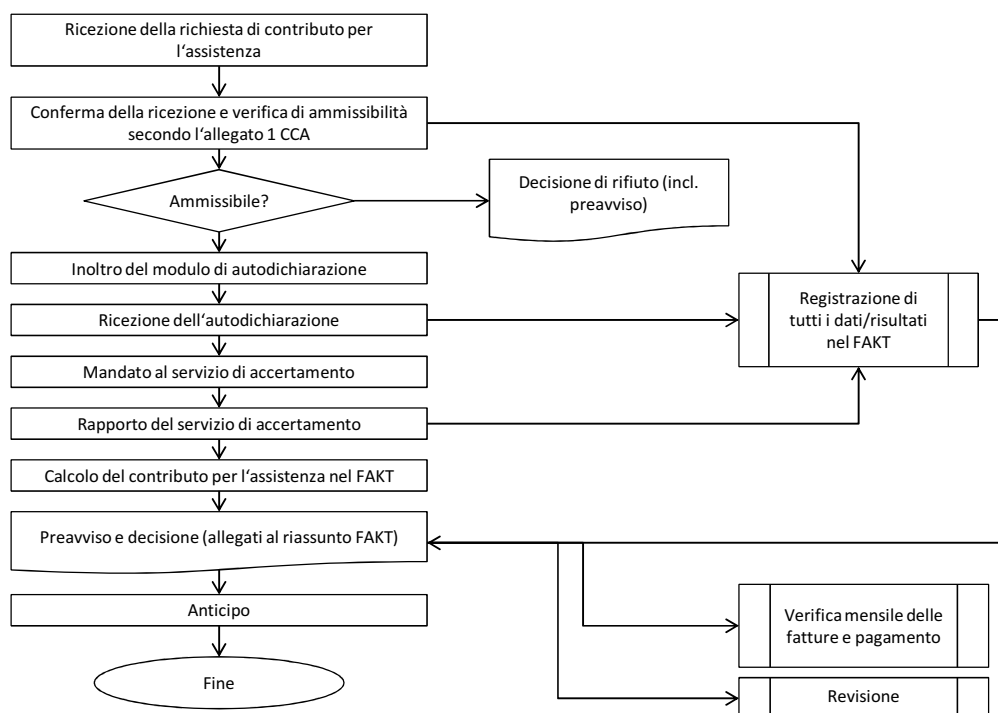 Ricezione della richiesta di contributo per
l‘assistenza
Conferma della ricezione e verifica di ammissibilità
secondo l‘allegato 1 CCA
Ammissibile?
Decisione di rifiuto (incl.
preavviso)
Inoltro del modulo di autodichiarazione
Ricezione dell‘autodichiarazione
Registrazione di
tutti i dati/risultati
nel FAKT
Mandato al servizio di accertamento
Rapporto del servizio di accertamento
Calcolo del contributo per l‘assistenza nel FAKT
Preavviso e decisione (allegati al riassunto FAKT)
Anticipo
Verifica mensile delle
fatture e pagamento
Fine
Revisione